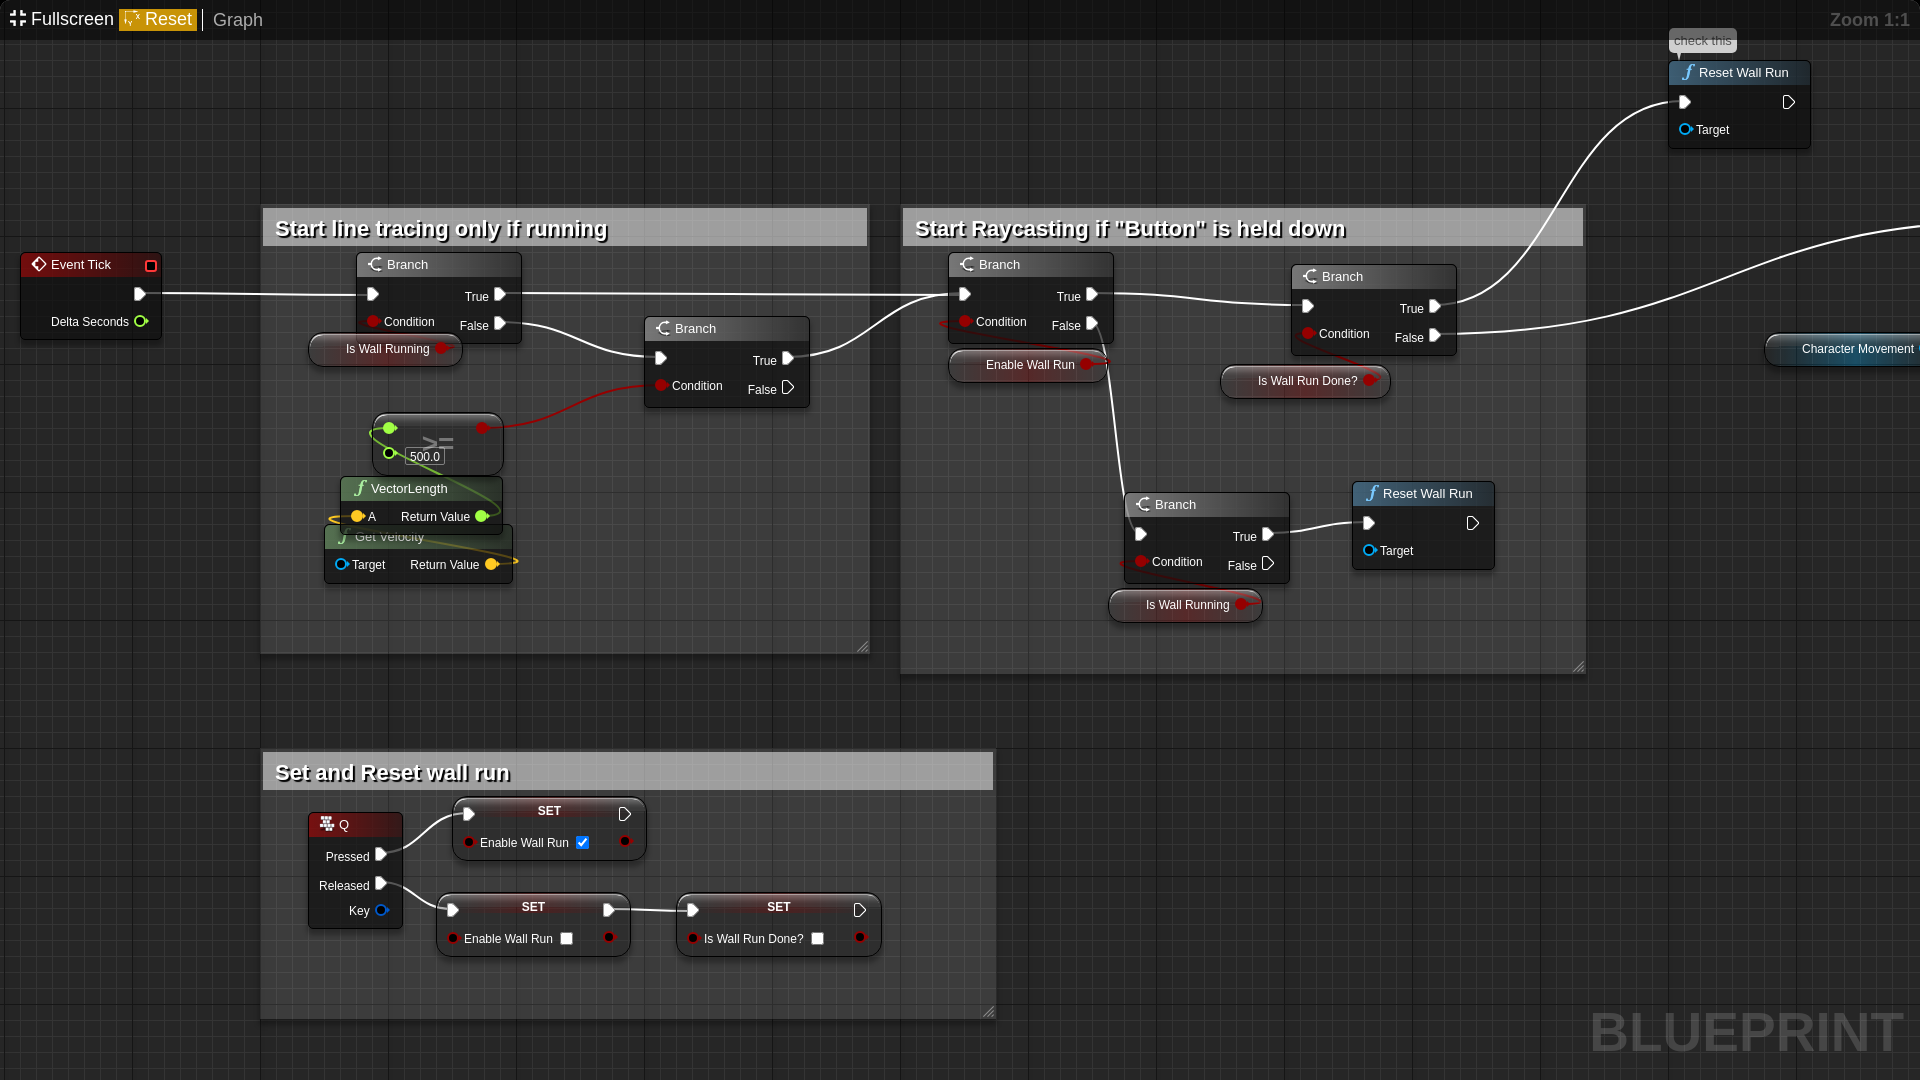 Fullscreen Reset Graph Zoom 1:1
check this
Reset Wall Run
Target
Start line tracing only if running
Event Tick
Delta Seconds
Branch
True
Condition
False
Is Wall Running
Branch
True
Condition
False
>=
500.0
VectorLength
A Return Value
Get Velocity
Target Return Value
Start Raycasting if "Button" is held down
Branch
True
Condition
False
Enable Wall Run
Branch
True
Condition
False
Is Wall Run Done?
Character Movement
Branch
True
Condition
False
Is Wall Running
Reset Wall Run
Target
Set and Reset wall run
Q
Pressed
Released
Key
SET
Enable Wall Run
SET
Enable Wall Run
SET
Is Wall Run Done?
BLUEPRINT